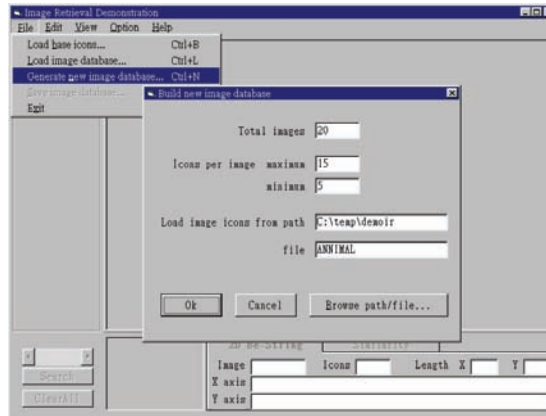 Image Retrieval Demonstration
File Edit View Option Help
Load base icons... Ctrl+B
Load image database... Ctrl+L
Generate new image database... Ctrl+N
Save image database...
Exit
Build new image database
Total images 20
Icons per image maximum 15
minimum 5
Load image icons from path C:\temp\demoir
file ANNIMAL
Ok Cancel Browse path/file...
2D Be-String Similarity
Search
ClearAll
Image Icons Length X Y
X axis
Y axis